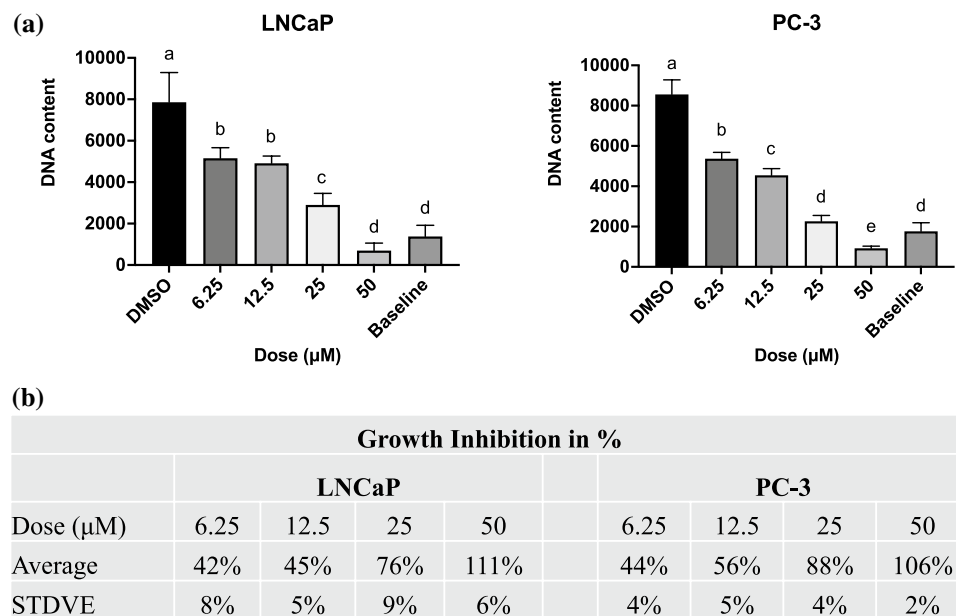 (a)
LNCaP
DNA content
10000
8000
6000
4000
2000
0
a
b
b
c
d
d
DMSO
6.25
12.5
25
50
Baseline
Dose (μM)
PC-3
DNA content
10000
8000
6000
4000
2000
0
a
b
c
d
e
d
DMSO
6.25
12.5
25
50
Baseline
Dose (μM)
(b)
Growth Inhibition in %
LNCaP PC-3
Dose (μM) 6.25 12.5 25 50 6.25 12.5 25 50
Average 42% 45% 76% 111% 44% 56% 88% 106%
STDVE 8% 5% 9% 6% 4% 5% 4% 2%